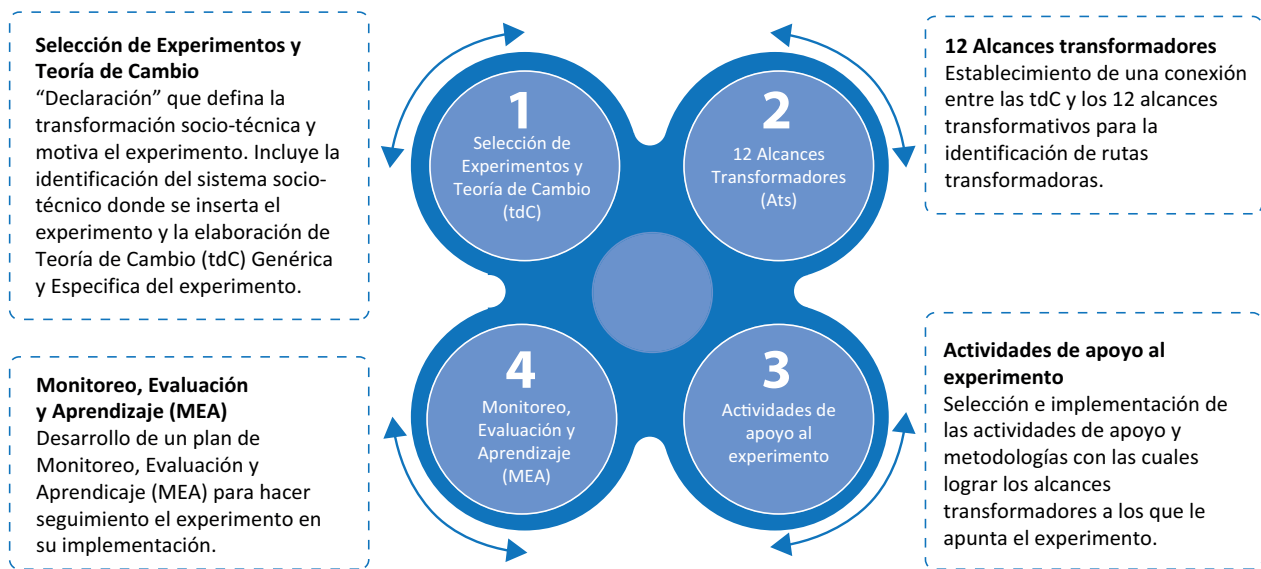 Selección de Experimentos y
Teoría de Cambio
“Declaración” que defina la
transformación socio-técnica y
motiva el experimento. Incluye la
identificación del sistema socio-
técnico donde se inserta el
experimento y la elaboración de
Teoría de Cambio (tdC) Genérica
y Especifica del experimento.
1
Selección de
Experimentos y
Teoría de Cambio
(tdC)
2
12 Alcances
Transformadores
(Ats)
12 Alcances transformadores
Establecimiento de una conexión
entre las tdC y los 12 alcances
transformativos para la
identificación de rutas
transformadoras.
Monitoreo, Evaluación
y Aprendizaje (MEA)
Desarrollo de un plan de
Monitoreo, Evaluación y
Aprendicaje (MEA) para hacer
seguimiento el experimento en
su implementación.
4
Monitoreo,
Evaluación y
Aprendizaje
(MEA)
3
Actividades de
apoyo al
experimento
Actividades de apoyo al
experimento
Selección e implementación de
las actividades de apoyo y
metodologías con las cuales
lograr los alcances
transformadores a los que le
apunta el experimento.